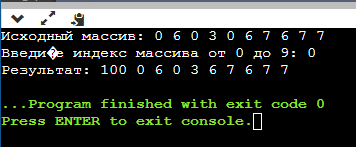 Исходный массив: 0 6 0 3 0 6 7 6 7 7
Введи�е индекс массива от 0 до 9: 0
Результат: 100 0 6 0 3 6 7 6 7 7
...Program finished with exit code 0
Press ENTER to exit console.